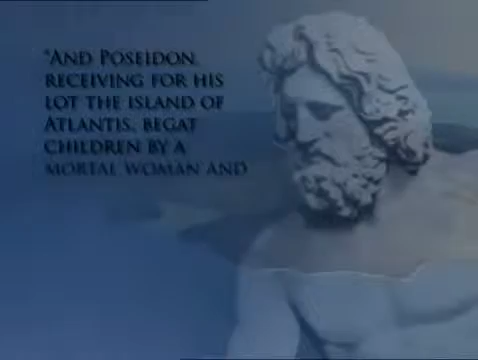 "And Poseidon,
receiving for his
lot the island of
Atlantis, begat
children by a
mortal woman and